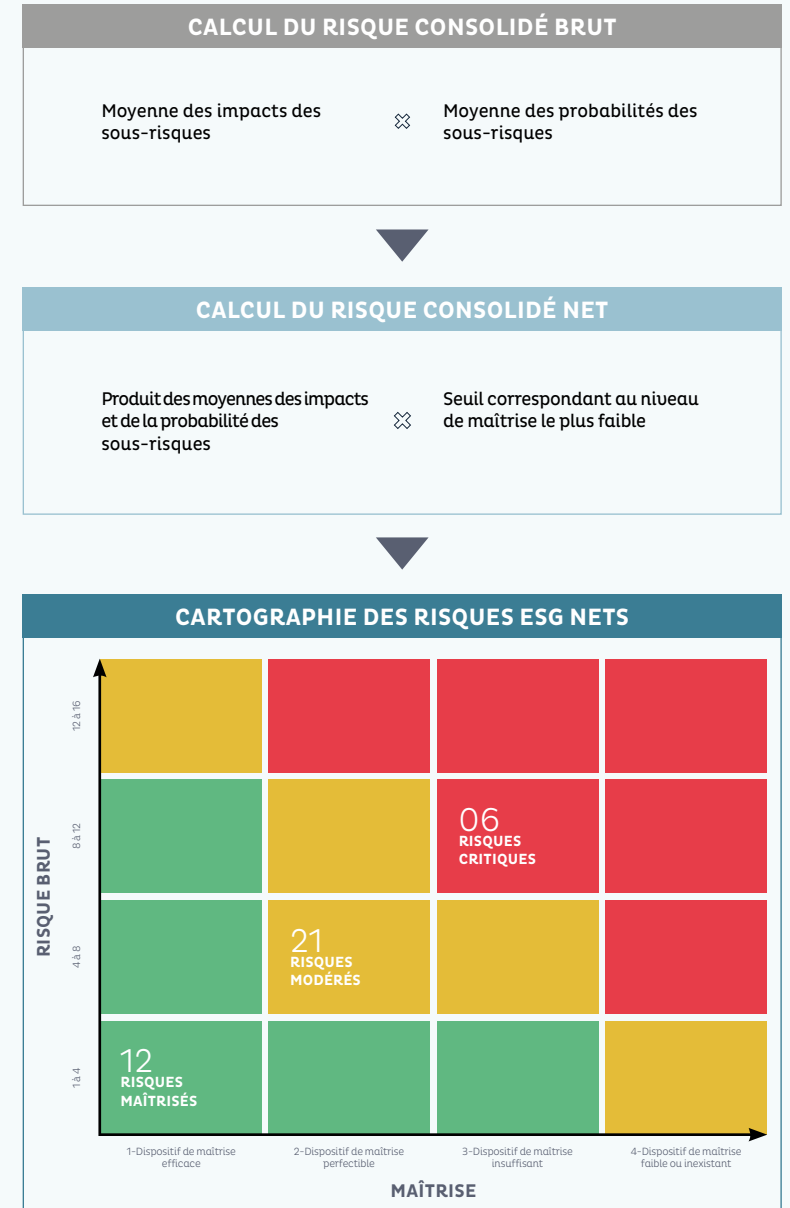 CALCUL DU RISQUE CONSOLIDÉ BRUT
Moyenne des impacts des
sous-risques
Moyenne des probabilités des
sous-risques
CALCUL DU RISQUE CONSOLIDÉ NET
Produit des moyennes des impacts
et de la probabilité des
sous-risques
Seuil correspondant au niveau
de maîtrise le plus faible
CARTOGRAPHIE DES RISQUES ESG NETS
RISQUE BRUT
12 à 16
8 à 12
06
RISQUES
CRITIQUES
4 à 8
21
RISQUES
MODÉRÉS
1 à 4
12
RISQUES
MAÎTRISÉS
1-Dispositif de maîtrise
efficace
2-Dispositif de maîtrise
perfectible
3-Dispositif de maîtrise
insuffisant
4-Dispositif de maîtrise
faible ou inexistant
MAÎTRISE